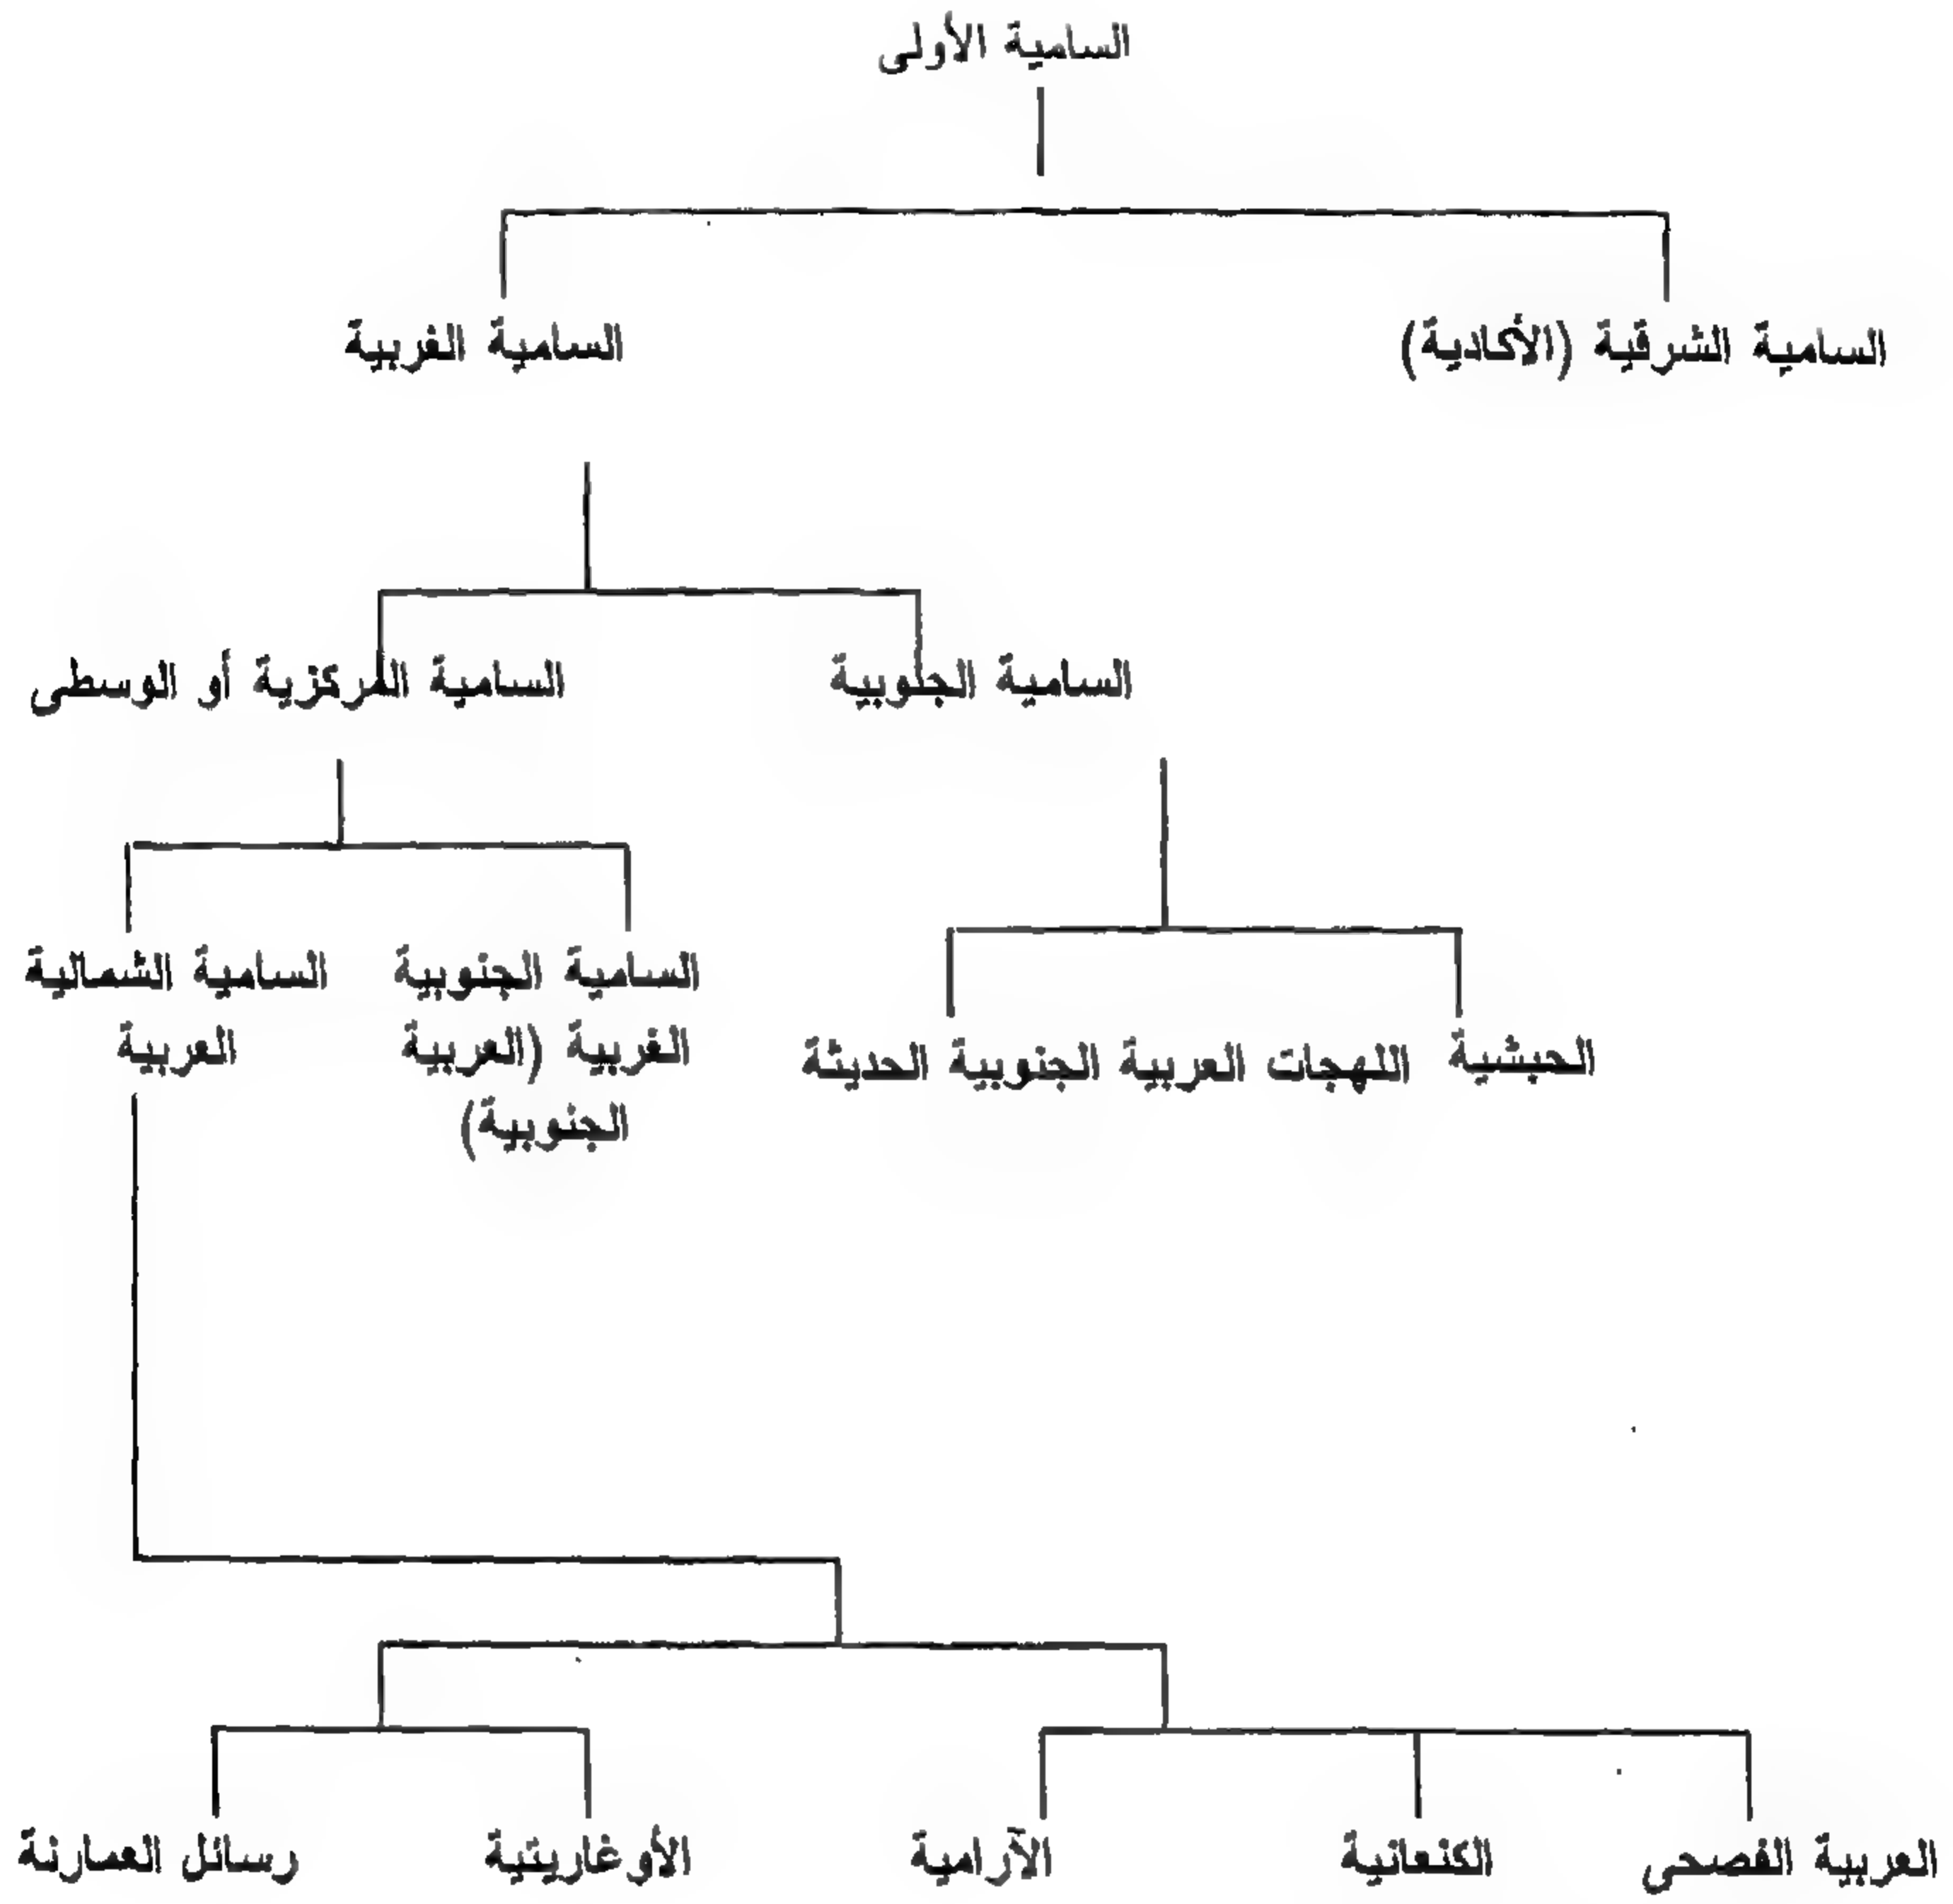 السامية الأولى
السامية الشرقية (الأكادية)
السامية الغربية
السامية الجنوبية
السامية المركزية أو الوسطى
السامية الجنوبية
الغربية (العربية
الجنوبية)
السامية الشمالية
العربية
الحبشية
اللهجات العربية الجنوبية الحديثة
العربية الفصحى
الكنعانية
الآرامية
الأوغاريتية
رسائل العمارنة